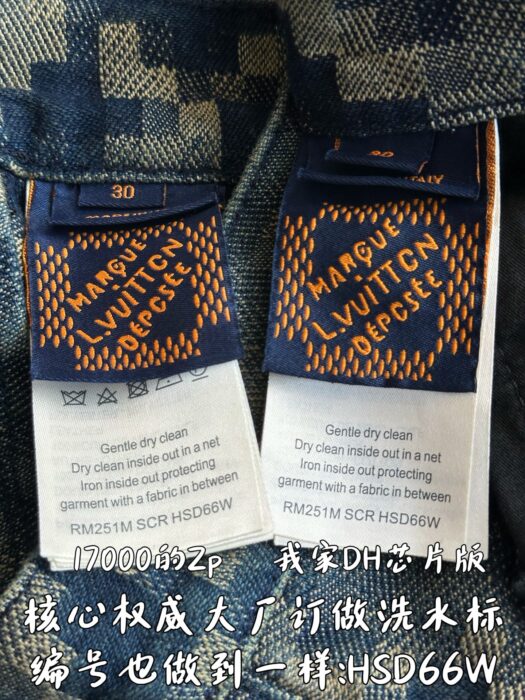 30
30
ITALY
MARQUE
L.VUITTON
DÉPOSÉE
MARQUE
L.VUITTON
DÉPOSÉE
Gentle dry clean
Dry clean inside out in a net
Iron inside out protecting
garment with a fabric in between
RM251M SCR HSD66W
Gentle dry clean
Dry clean inside out in a net
Iron inside out protecting
garment with a fabric in between
RM251M SCR HSD66W
17000的Zp 我家DH芯片版
核心权威大厂订做洗水标
编号也做到一样:HSD66W